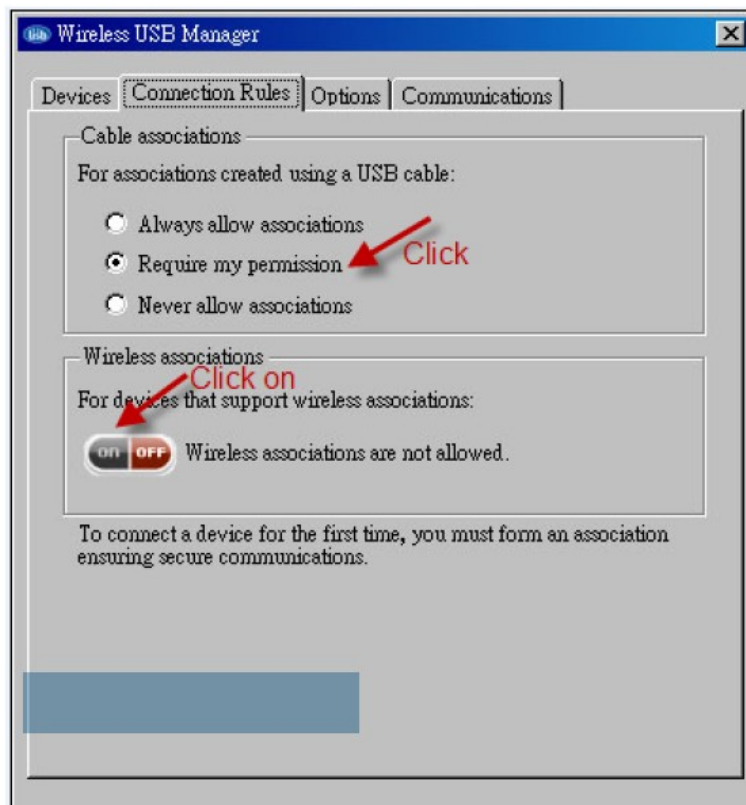 Wireless USB Manager
Devices Connection Rules Options Communications
Cable associations
For associations created using a USB cable:
Always allow associations
Require my permission Click
Never allow associations
Wireless associations
Click on
For devices that support wireless associations:
on OFF Wireless associations are not allowed.
To connect a device for the first time, you must form an association
ensuring secure communications.